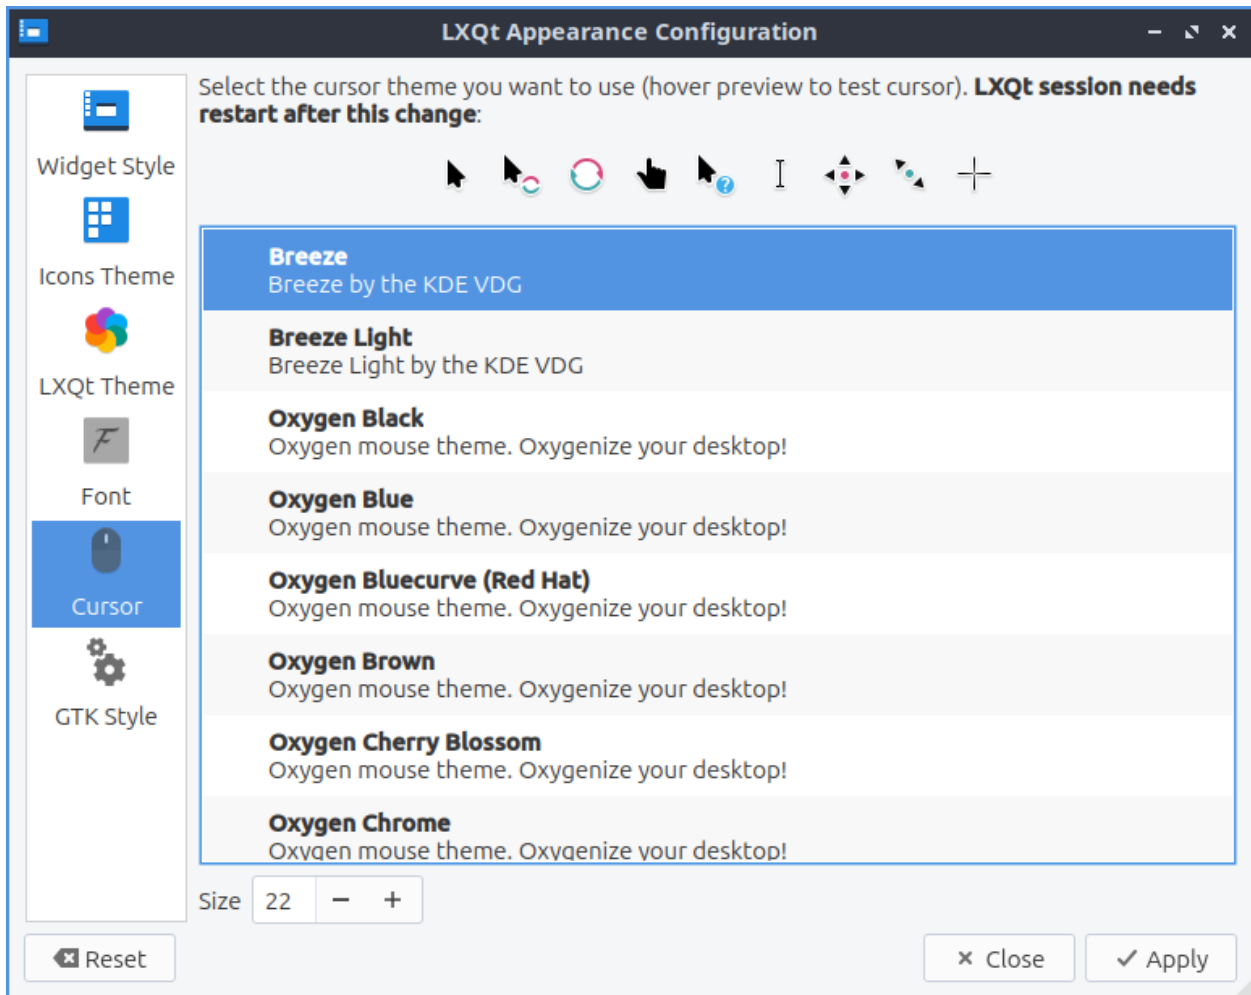 LXQt Appearance Configuration
Select the cursor theme you want to use (hover preview to test cursor). LXQt session needs
restart after this change:
Widget Style
Icons Theme
LXQt Theme
Font
Cursor
GTK Style
Breeze
Breeze by the KDE VDG
Breeze Light
Breeze Light by the KDE VDG
Oxygen Black
Oxygen mouse theme. Oxygenize your desktop!
Oxygen Blue
Oxygen mouse theme. Oxygenize your desktop!
Oxygen Bluecurve (Red Hat)
Oxygen mouse theme. Oxygenize your desktop!
Oxygen Brown
Oxygen mouse theme. Oxygenize your desktop!
Oxygen Cherry Blossom
Oxygen mouse theme. Oxygenize your desktop!
Oxygen Chrome
Oxygen mouse theme. Oxygenize your desktop!
Size 22 − +
Reset
Close
Apply